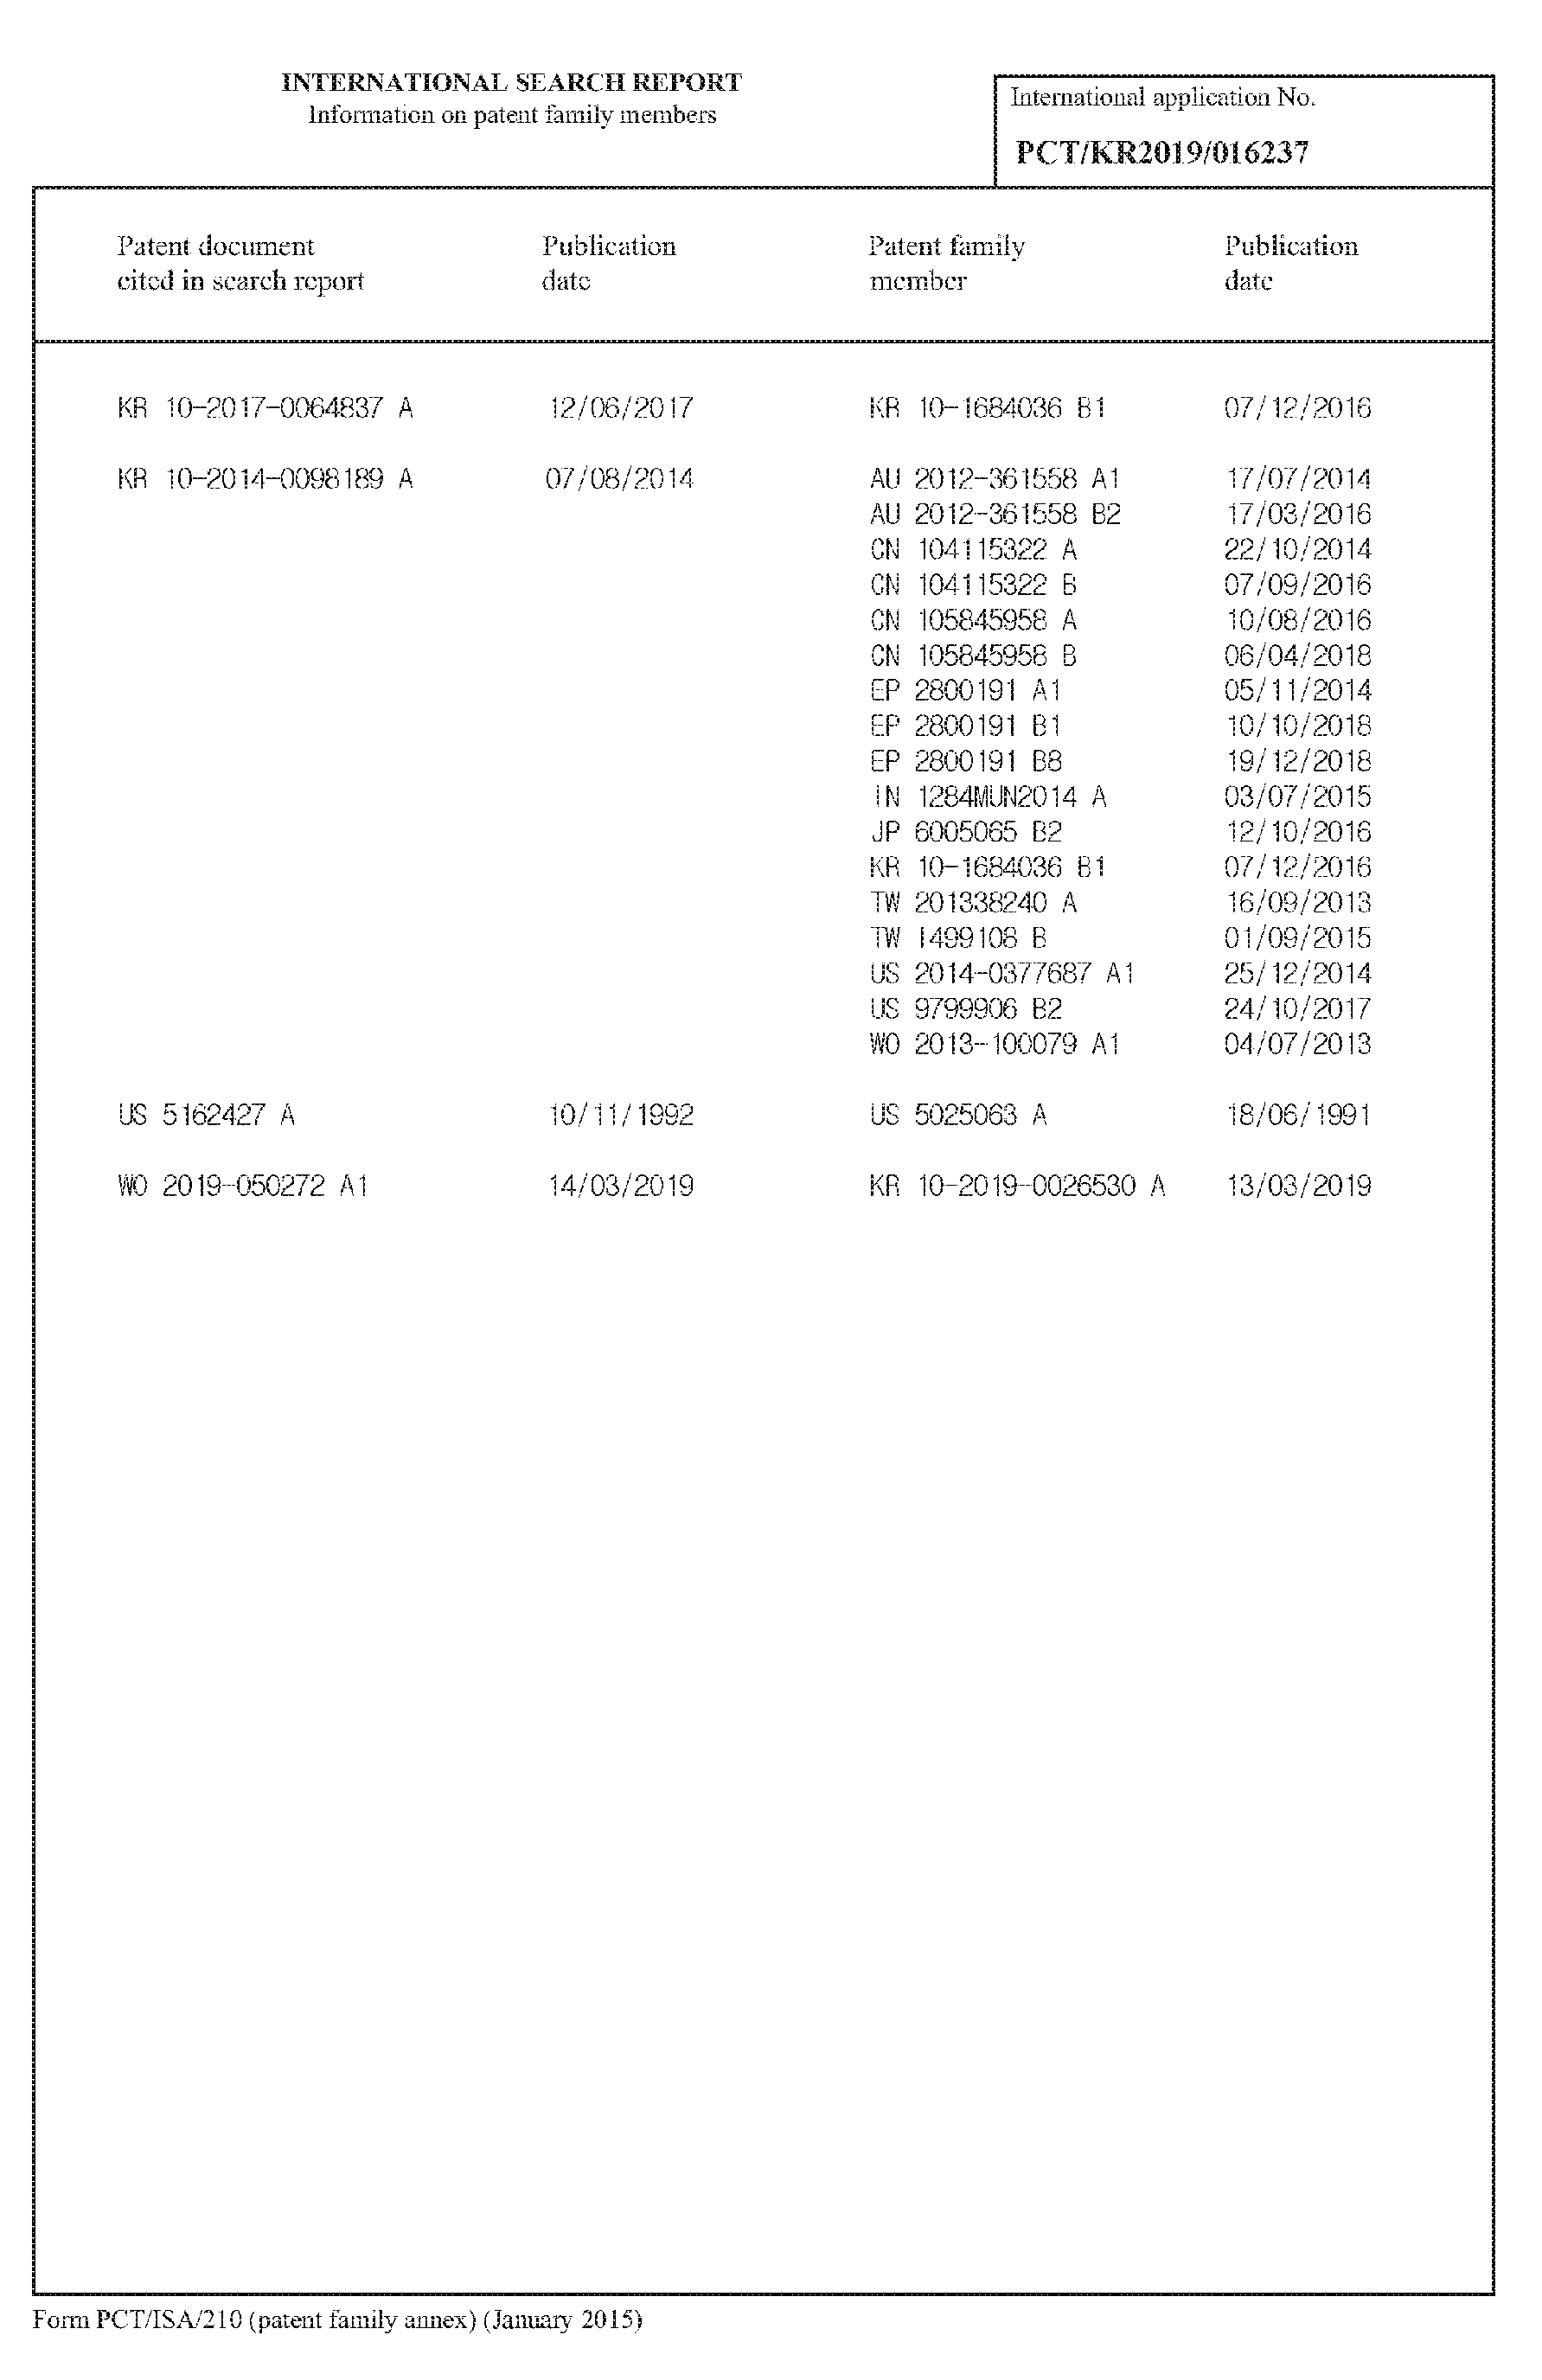 INTERNATIONAL SEARCH REPORT
Information on patent family members
International application No.
PCT/KR2019/016237
Patent document cited in search report
Publication date
Patent family member
Publication date
KR 10-2017-0064837 A 12/06/2017 KR 10-1684036 B1 07/12/2016
KR 10-2014-0098189 A 07/08/2014 AU 2012-361558 A1 17/07/2014
AU 2012-361558 B2 17/03/2016
CN 104115322 A 22/10/2014
CN 104115322 B 07/09/2016
CN 105845958 A 10/08/2016
CN 105845958 B 06/04/2018
EP 2800191 A1 05/11/2014
EP 2800191 B1 10/10/2018
EP 2800191 B8 19/12/2018
IN 1284MUN2014 A 03/07/2015
JP 6005065 B2 12/10/2016
KR 10-1684036 B1 07/12/2016
TW 201338240 A 16/09/2013
TW I499108 B 01/09/2015
US 2014-0377687 A1 25/12/2014
US 9799906 B2 24/10/2017
WO 2013-100079 A1 04/07/2013
US 5162427 A 10/11/1992 US 5025063 A 18/06/1991
WO 2019-050272 A1 14/03/2019 KR 10-2019-0026530 A 13/03/2019
Form PCT/ISA/210 (patent family annex) (January 2015)